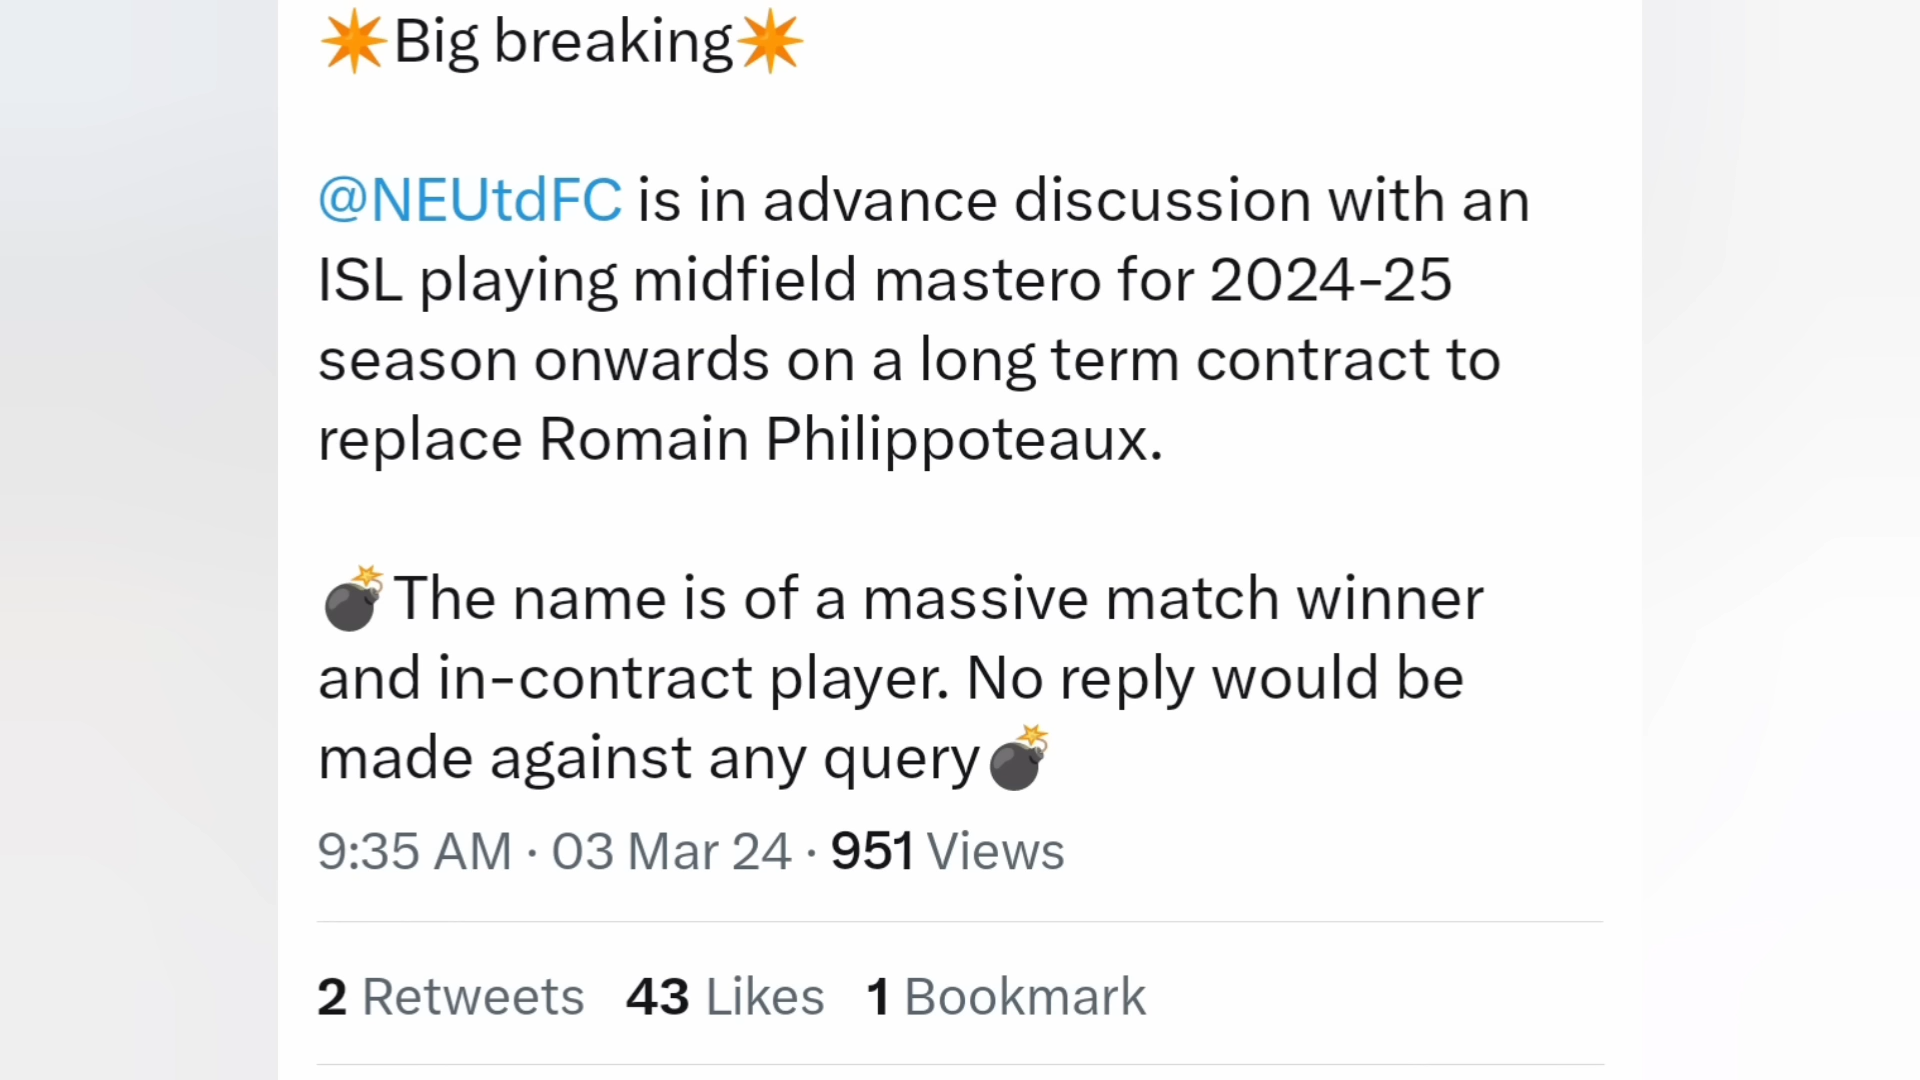 ✴️Big breaking✴️
@NEUtdFC is in advance discussion with an
ISL playing midfield mastero for 2024-25
season onwards on a long term contract to
replace Romain Philippoteaux.
💣The name is of a massive match winner
and in-contract player. No reply would be
made against any query💣
9:35 AM · 03 Mar 24 · 951 Views
2 Retweets 43 Likes 1 Bookmark